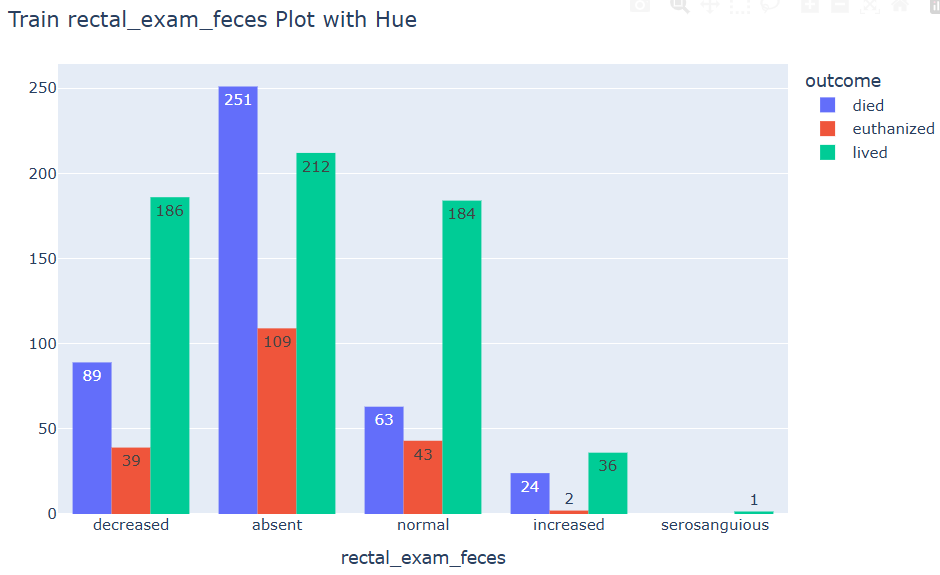 Train rectal_exam_feces Plot with Hue
outcome
died
euthanized
lived
250
200
150
100
50
0
89
39
186
251
109
212
63
43
184
24
2
36
1
decreased absent normal increased serosanguious
rectal_exam_feces